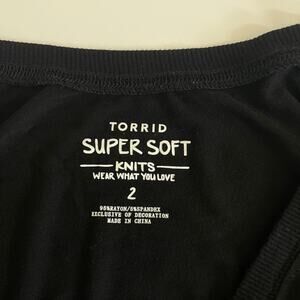 TORRID
SUPER SOFT
KNITS
WEAR WHAT YOU LOVE
2
95%RAYON/5%SPANDEX
EXCLUSIVE OF DECORATION
MADE IN CHINA